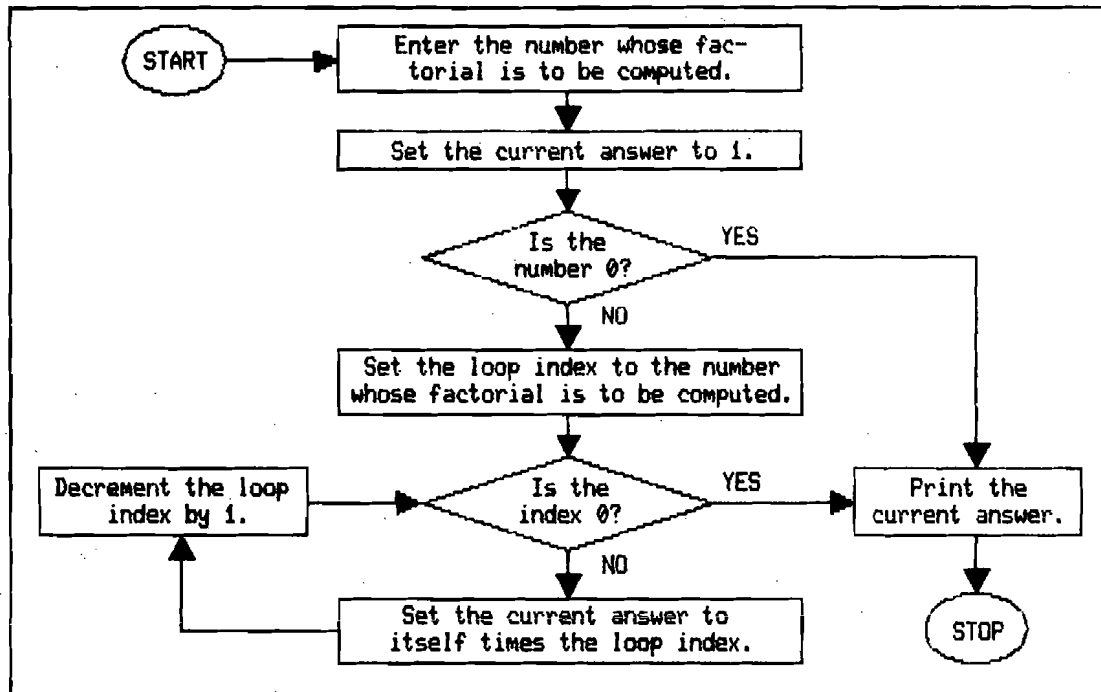 START
Enter the number whose fac-
torial is to be computed.
Set the current answer to 1.
Is the
number 0?
YES
NO
Set the loop index to the number
whose factorial is to be computed.
Decrement the loop
index by 1.
Is the
index 0?
YES
Print the
current answer.
NO
Set the current answer to
itself times the loop index.
STOP